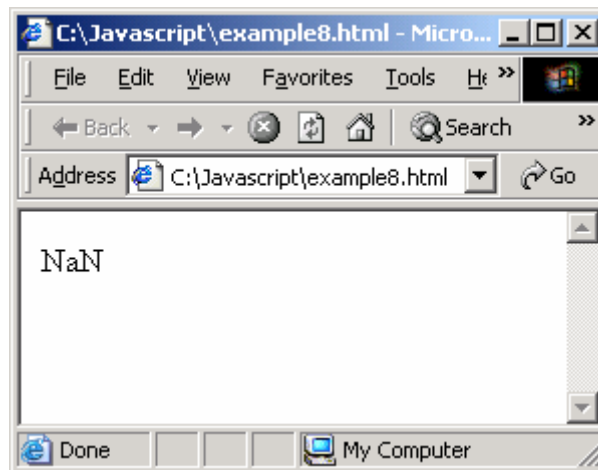 C:\Javascript\example8.html - Micro...
File Edit View Favorites Tools He »
Back Search »
Address C:\Javascript\example8.html Go
NaN
Done My Computer